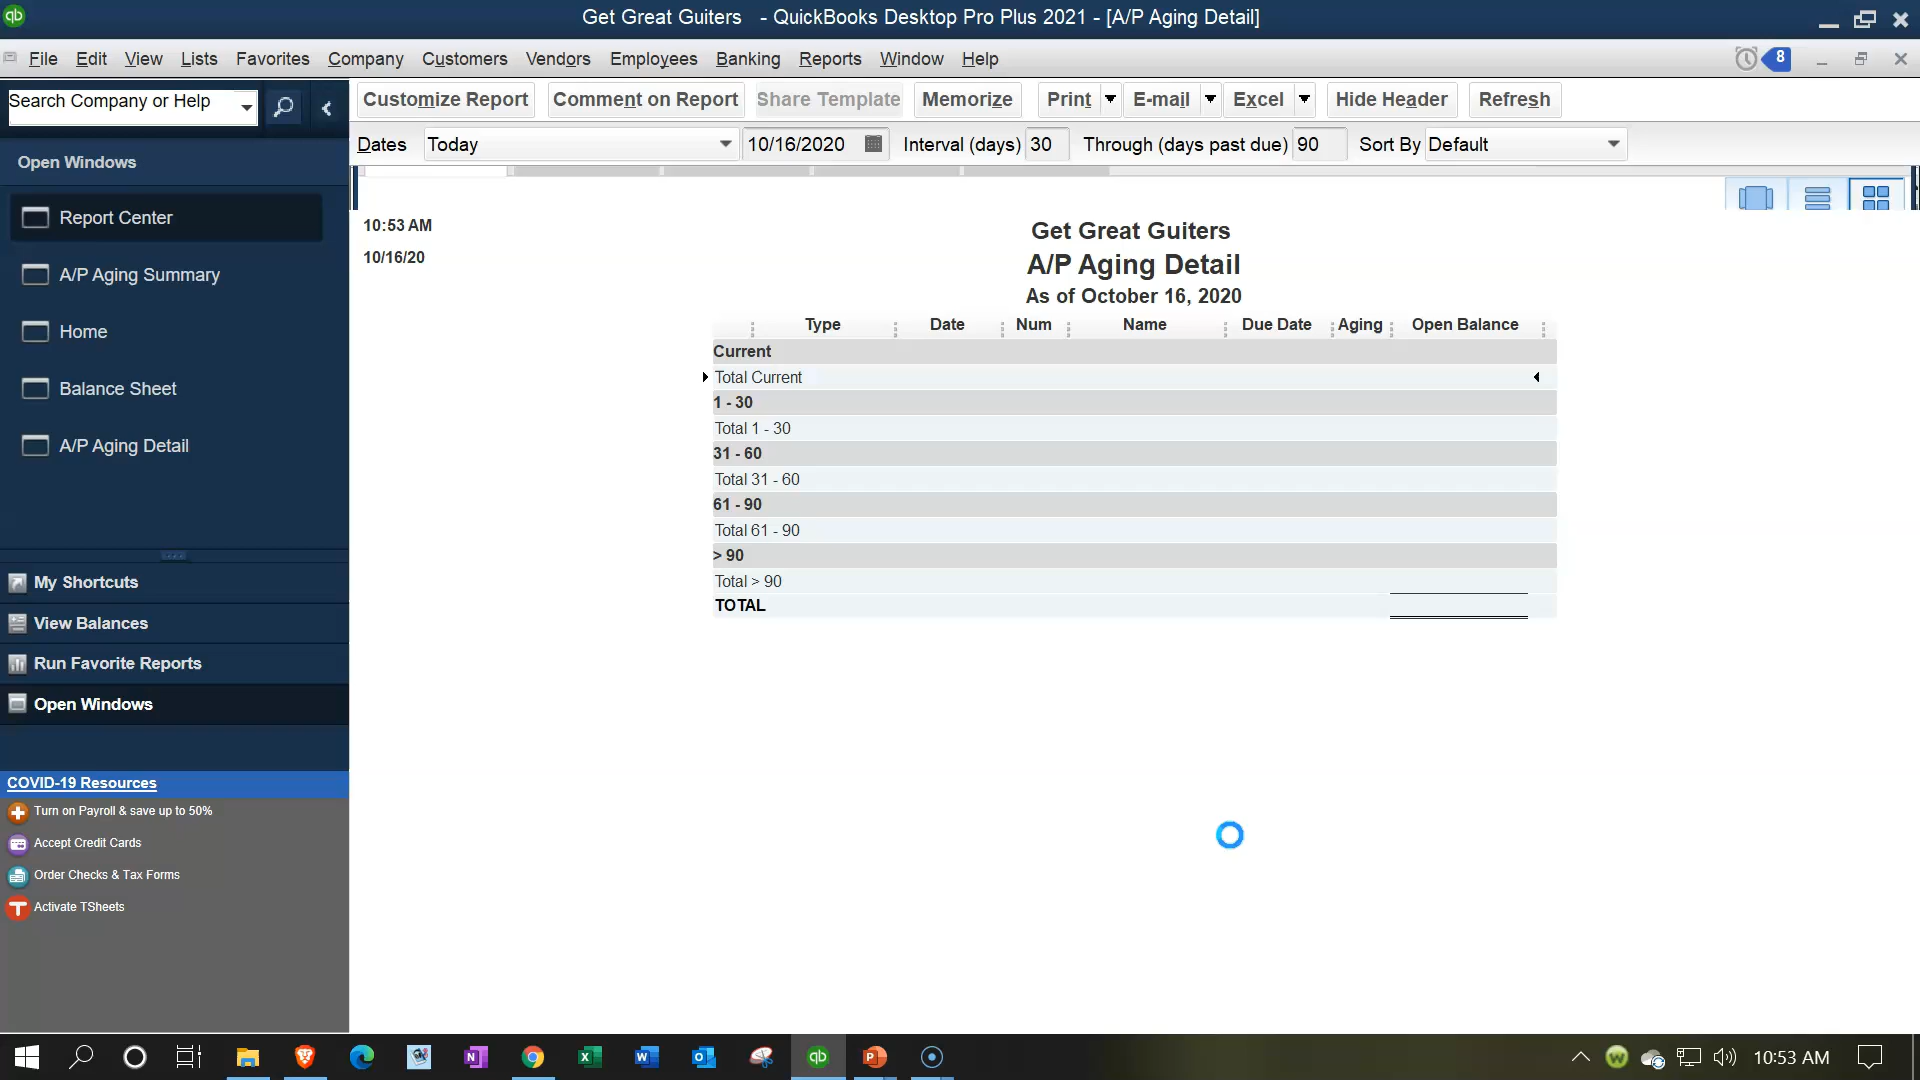 qb Get Great Guiters - QuickBooks Desktop Pro Plus 2021 - [A/P Aging Detail]
File Edit View Lists Favorites Company Customers Vendors Employees Banking Reports Window Help 8
Search Company or Help
Customize Report Comment on Report Share Template Memorize Print E-mail Excel Hide Header Refresh
Dates Today 10/16/2020 Interval (days) 30 Through (days past due) 90 Sort By Default
Open Windows
Report Center
A/P Aging Summary
Home
Balance Sheet
A/P Aging Detail
My Shortcuts
View Balances
Run Favorite Reports
Open Windows
COVID-19 Resources
Turn on Payroll & save up to 50%
Accept Credit Cards
Order Checks & Tax Forms
Activate TSheets
10:53 AM
10/16/20
Get Great Guiters
A/P Aging Detail
As of October 16, 2020
Type Date Num Name Due Date Aging Open Balance
Current
Total Current
1 - 30
Total 1 - 30
31 - 60
Total 31 - 60
61 - 90
Total 61 - 90
> 90
Total > 90
TOTAL
10:53 AM